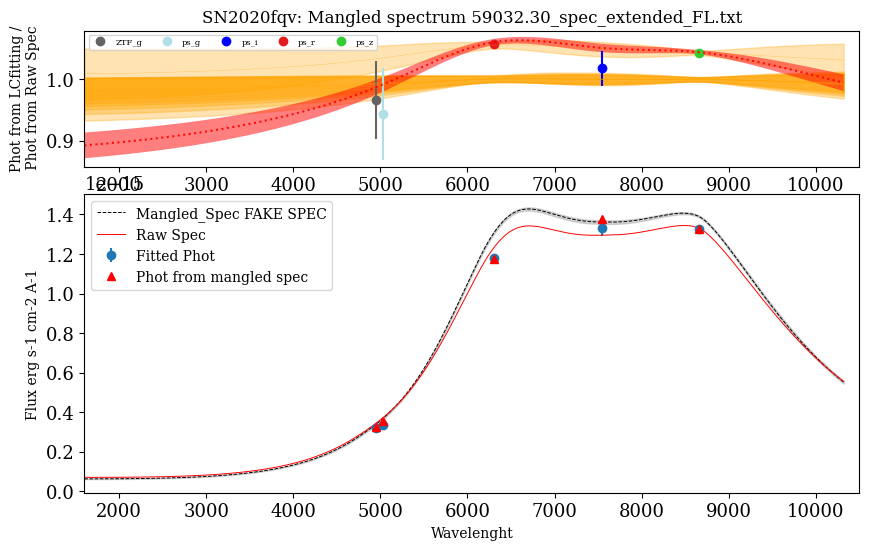 SN2020fqv: Mangled spectrum 59032.30_spec_extended_FL.txt
Phot from LCfitting /
Phot from Raw Spec
ZTF_g ps_g ps_i ps_r ps_z
1.0
0.9
2000 3000 4000 5000 6000 7000 8000 9000 10000
1e−15
Mangled_Spec FAKE SPEC
Raw Spec
Fitted Phot
Phot from mangled spec
Flux erg s-1 cm-2 A-1
1.4
1.2
1.0
0.8
0.6
0.4
0.2
0.0
2000 3000 4000 5000 6000 7000 8000 9000 10000
Wavelenght